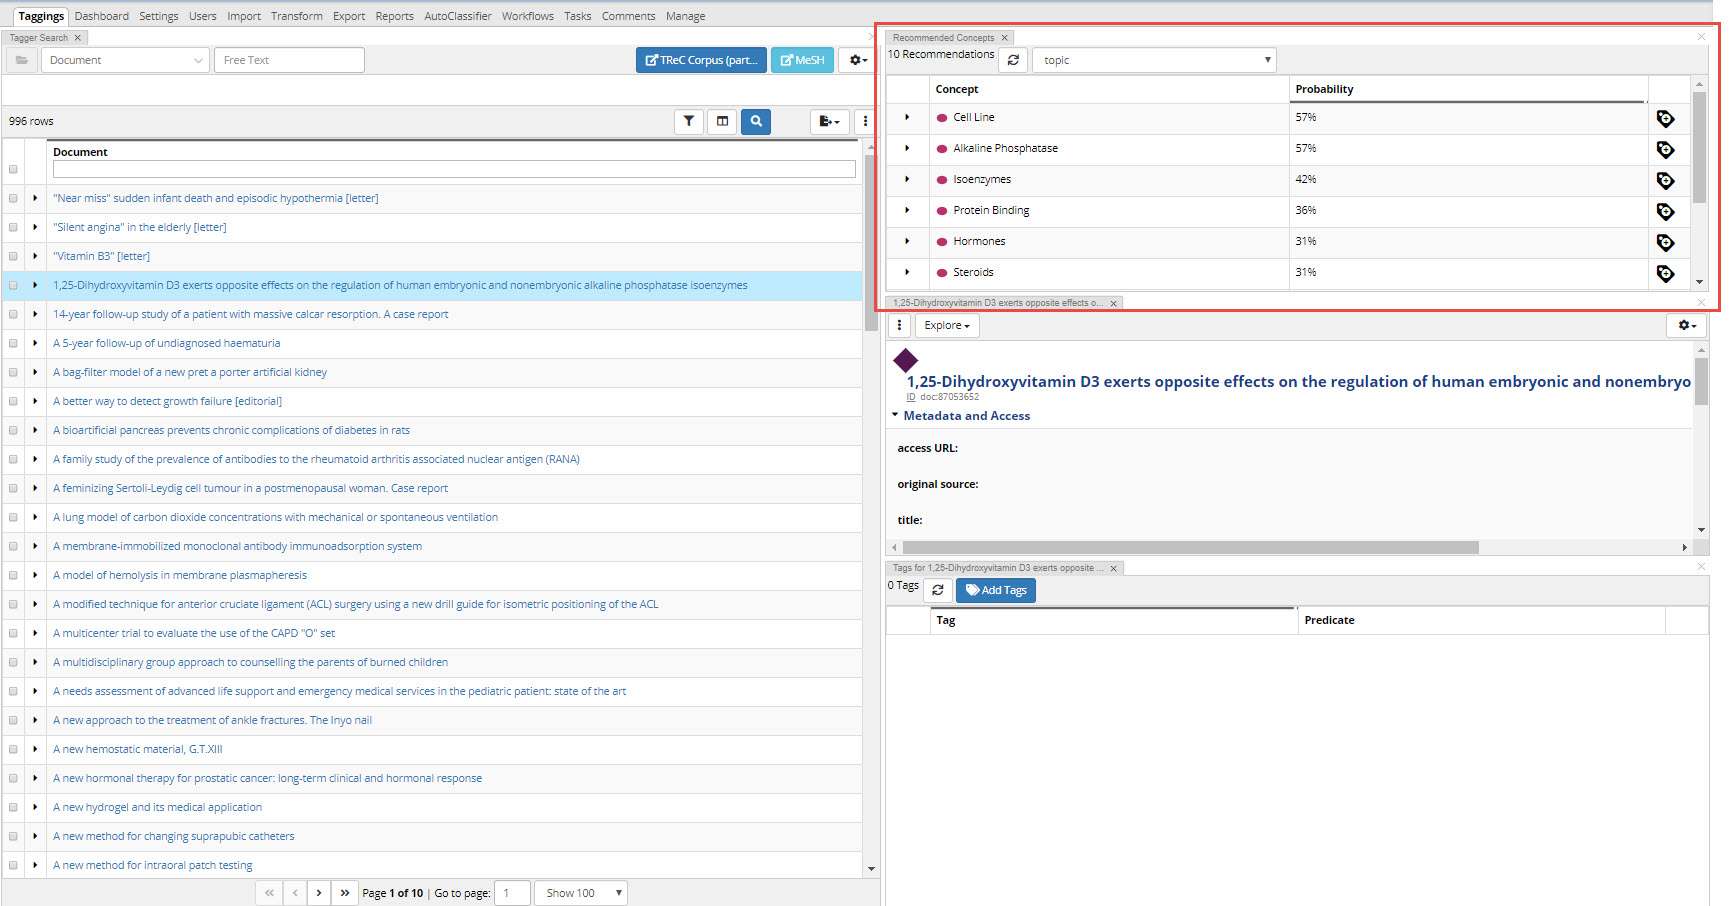 Taggings Dashboard Settings Users Import Transform Export Reports AutoClassifier Workflows Tasks Comments Manage
Tagger Search
Document
Free Text
TReC Corpus (part...
MeSH
996 rows
Document
"Near miss" sudden infant death and episodic hypothermia [letter]
"Silent angina" in the elderly [letter]
"Vitamin B3" [letter]
1,25-Dihydroxyvitamin D3 exerts opposite effects on the regulation of human embryonic and nonembryonic alkaline phosphatase isoenzymes
14-year follow-up study of a patient with massive calcar resorption. A case report
A 5-year follow-up of undiagnosed haematuria
A bag-filter model of a new pret a porter artificial kidney
A better way to detect growth failure [editorial]
A bioartificial pancreas prevents chronic complications of diabetes in rats
A family study of the prevalence of antibodies to the rheumatoid arthritis associated nuclear antigen (RANA)
A feminizing Sertoli-Leydig cell tumour in a postmenopausal woman. Case report
A lung model of carbon dioxide concentrations with mechanical or spontaneous ventilation
A membrane-immobilized monoclonal antibody immunoadsorption system
A model of hemolysis in membrane plasmapheresis
A modified technique for anterior cruciate ligament (ACL) surgery using a new drill guide for isometric positioning of the ACL
A multicenter trial to evaluate the use of the CAPD "O" set
A multidisciplinary group approach to counselling the parents of burned children
A needs assessment of advanced life support and emergency medical services in the pediatric patient: state of the art
A new approach to the treatment of ankle fractures. The Inyo nail
A new hemostatic material, G.T.XIII
A new hormonal therapy for prostatic cancer: long-term clinical and hormonal response
A new hydrogel and its medical application
A new method for changing suprapubic catheters
A new method for intraoral patch testing
Page 1 of 10 | Go to page: 1 Show 100
Recommended Concepts
10 Recommendations
topic
Concept Probability
Cell Line 57%
Alkaline Phosphatase 57%
Isoenzymes 42%
Protein Binding 36%
Hormones 31%
Steroids 31%
1,25-Dihydroxyvitamin D3 exerts opposite effects o...
Explore
1,25-Dihydroxyvitamin D3 exerts opposite effects on the regulation of human embryonic and nonembryo
ID doc:87053652
Metadata and Access
access URL:
original source:
title:
Tags for 1,25-Dihydroxyvitamin D3 exerts opposite ...
0 Tags
Add Tags
Tag Predicate